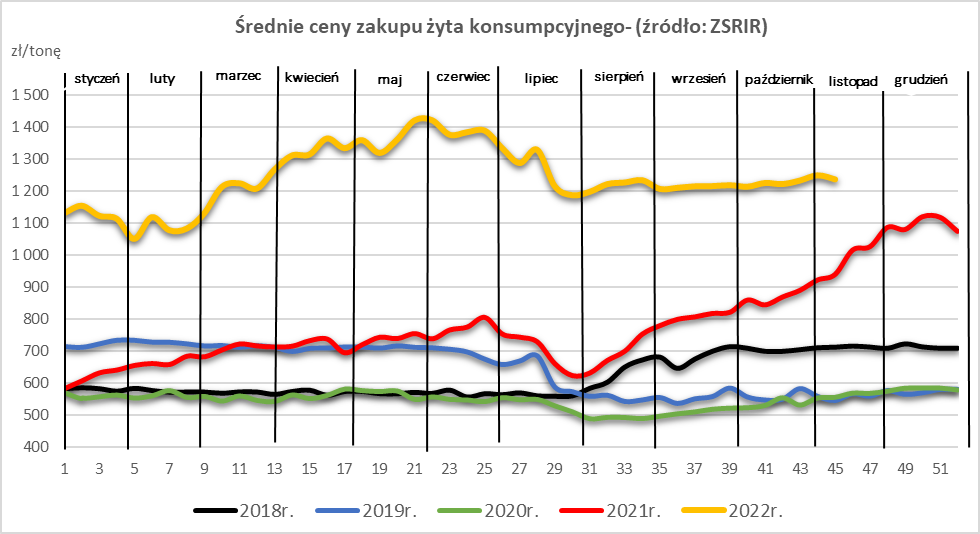 Średnie ceny zakupu żyta konsumpcyjnego- (źródło: ZSRIR)
zł/tonę
styczeń luty marzec kwiecień maj czerwiec lipiec sierpień wrzesień październik listopad grudzień
1 500
1 400
1 300
1 200
1 100
1 000
900
800
700
600
500
400
1 3 5 7 9 11 13 15 17 19 21 23 25 27 29 31 33 35 37 39 41 43 45 47 49 51
2018r. 2019r. 2020r. 2021r. 2022r.